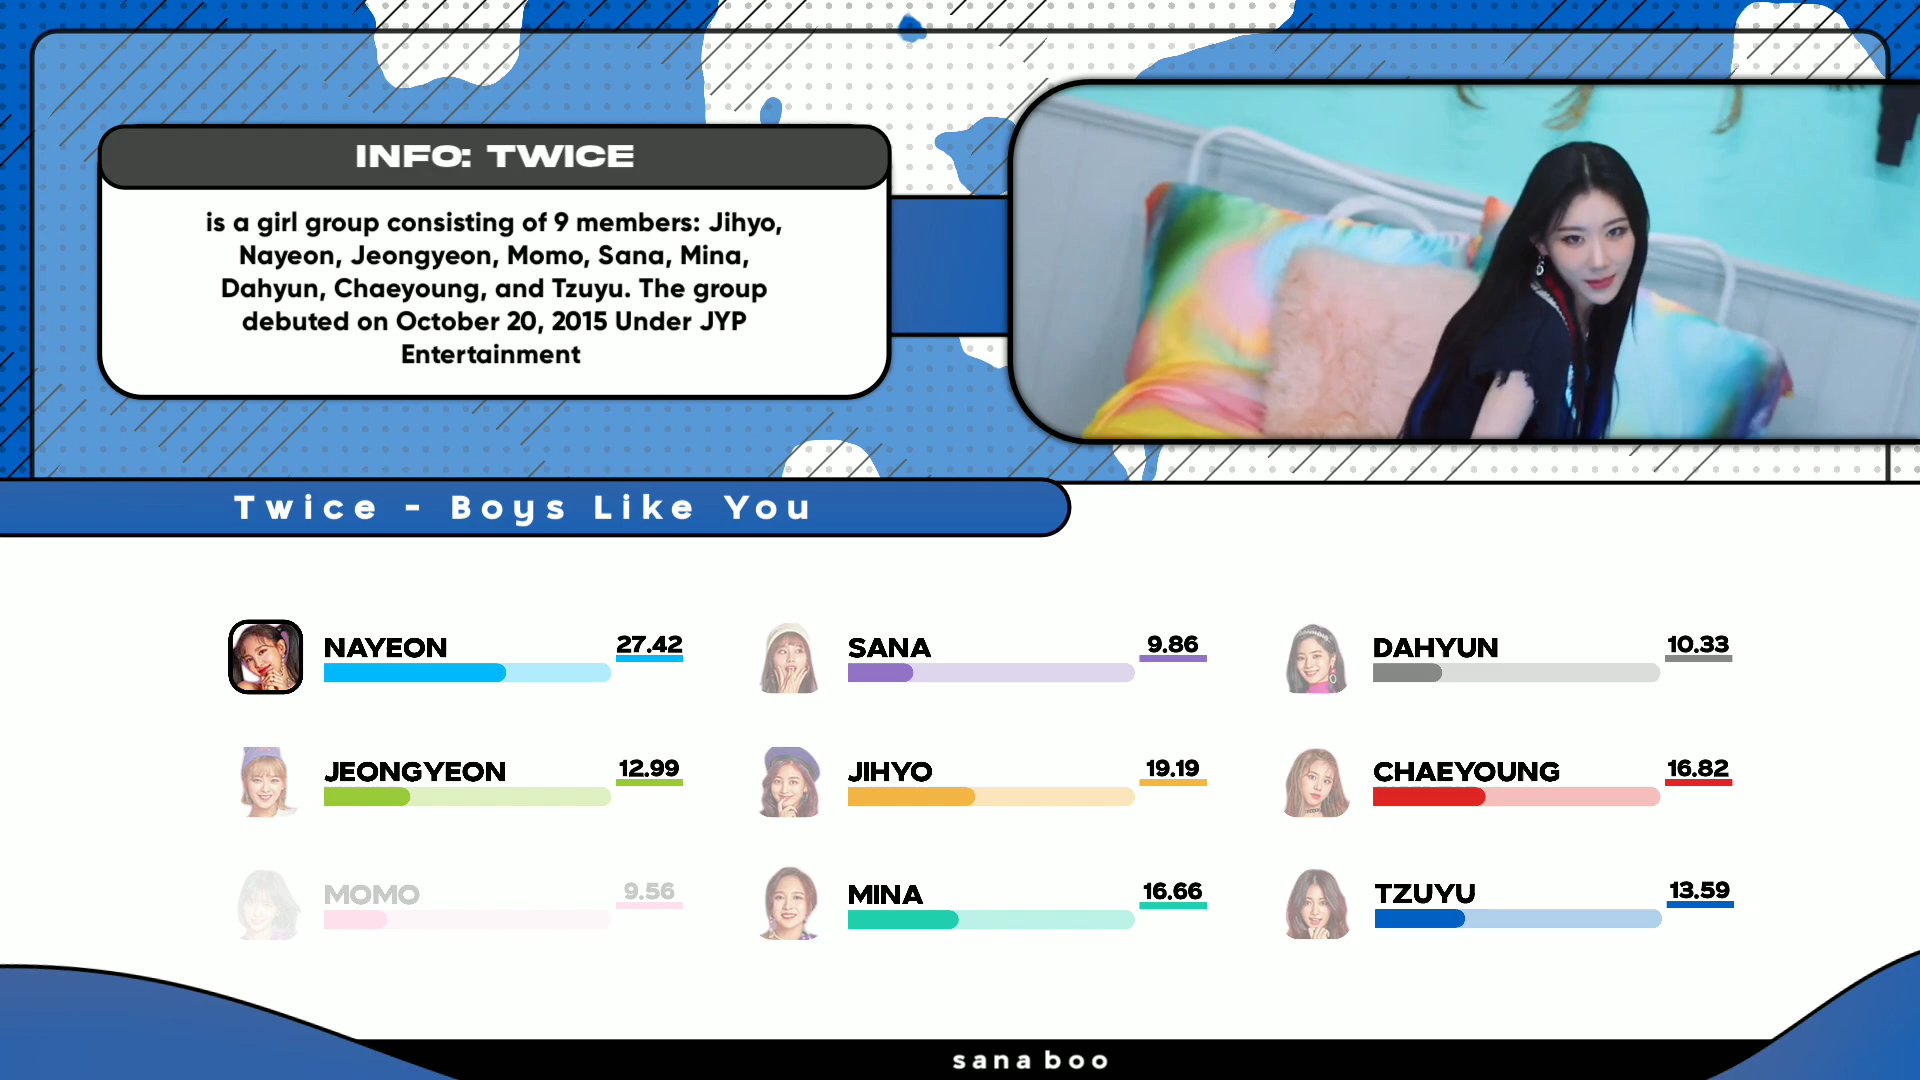 INFO: TWICE
is a girl group consisting of 9 members: Jihyo,
Nayeon, Jeongyeon, Momo, Sana, Mina,
Dahyun, Chaeyoung, and Tzuyu. The group
debuted on October 20, 2015 Under JYP
Entertainment
Twice - Boys Like You
NAYEON 27.42
SANA 9.86
DAHYUN 10.33
JEONGYEON 12.99
JIHYO 19.19
CHAEYOUNG 16.82
MOMO 9.56
MINA 16.66
TZUYU 13.59
sana boo